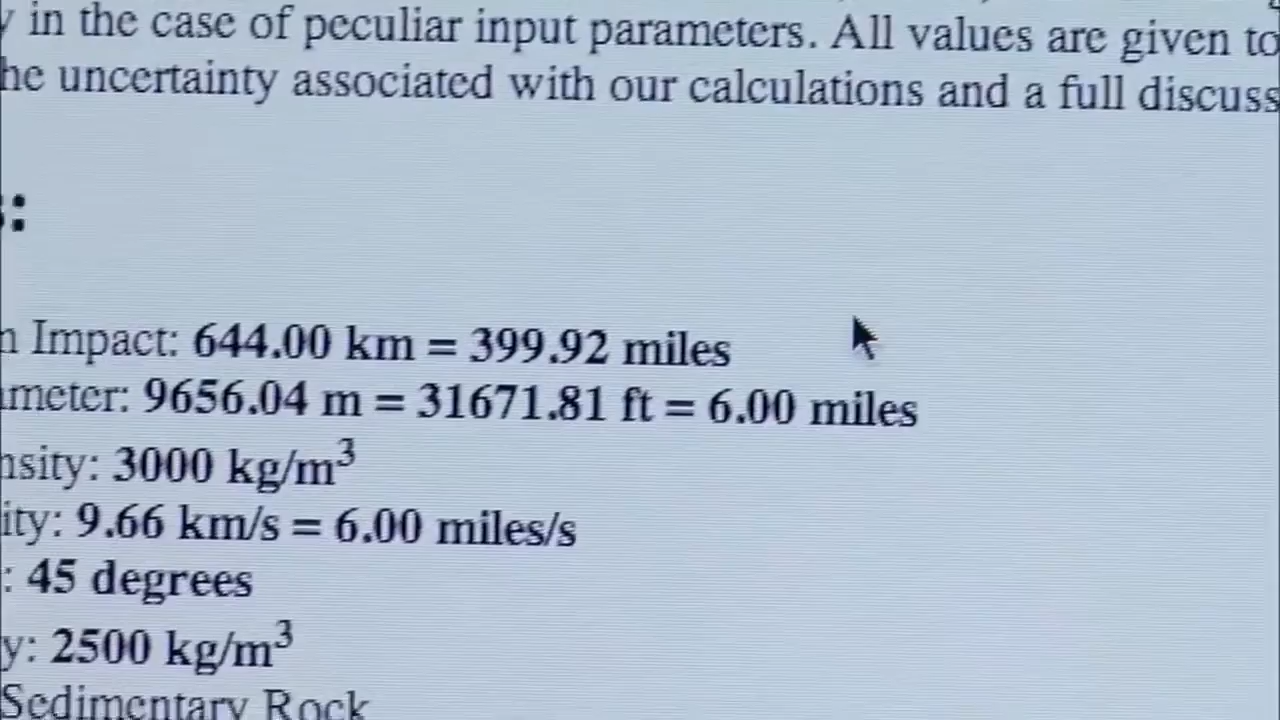 in the case of peculiar input parameters. All values are given to
he uncertainty associated with our calculations and a full discuss
:
n Impact: 644.00 km = 399.92 miles
meter: 9656.04 m = 31671.81 ft = 6.00 miles
nsity: 3000 kg/m³
ity: 9.66 km/s = 6.00 miles/s
: 45 degrees
y: 2500 kg/m³
Sedimentary Rock